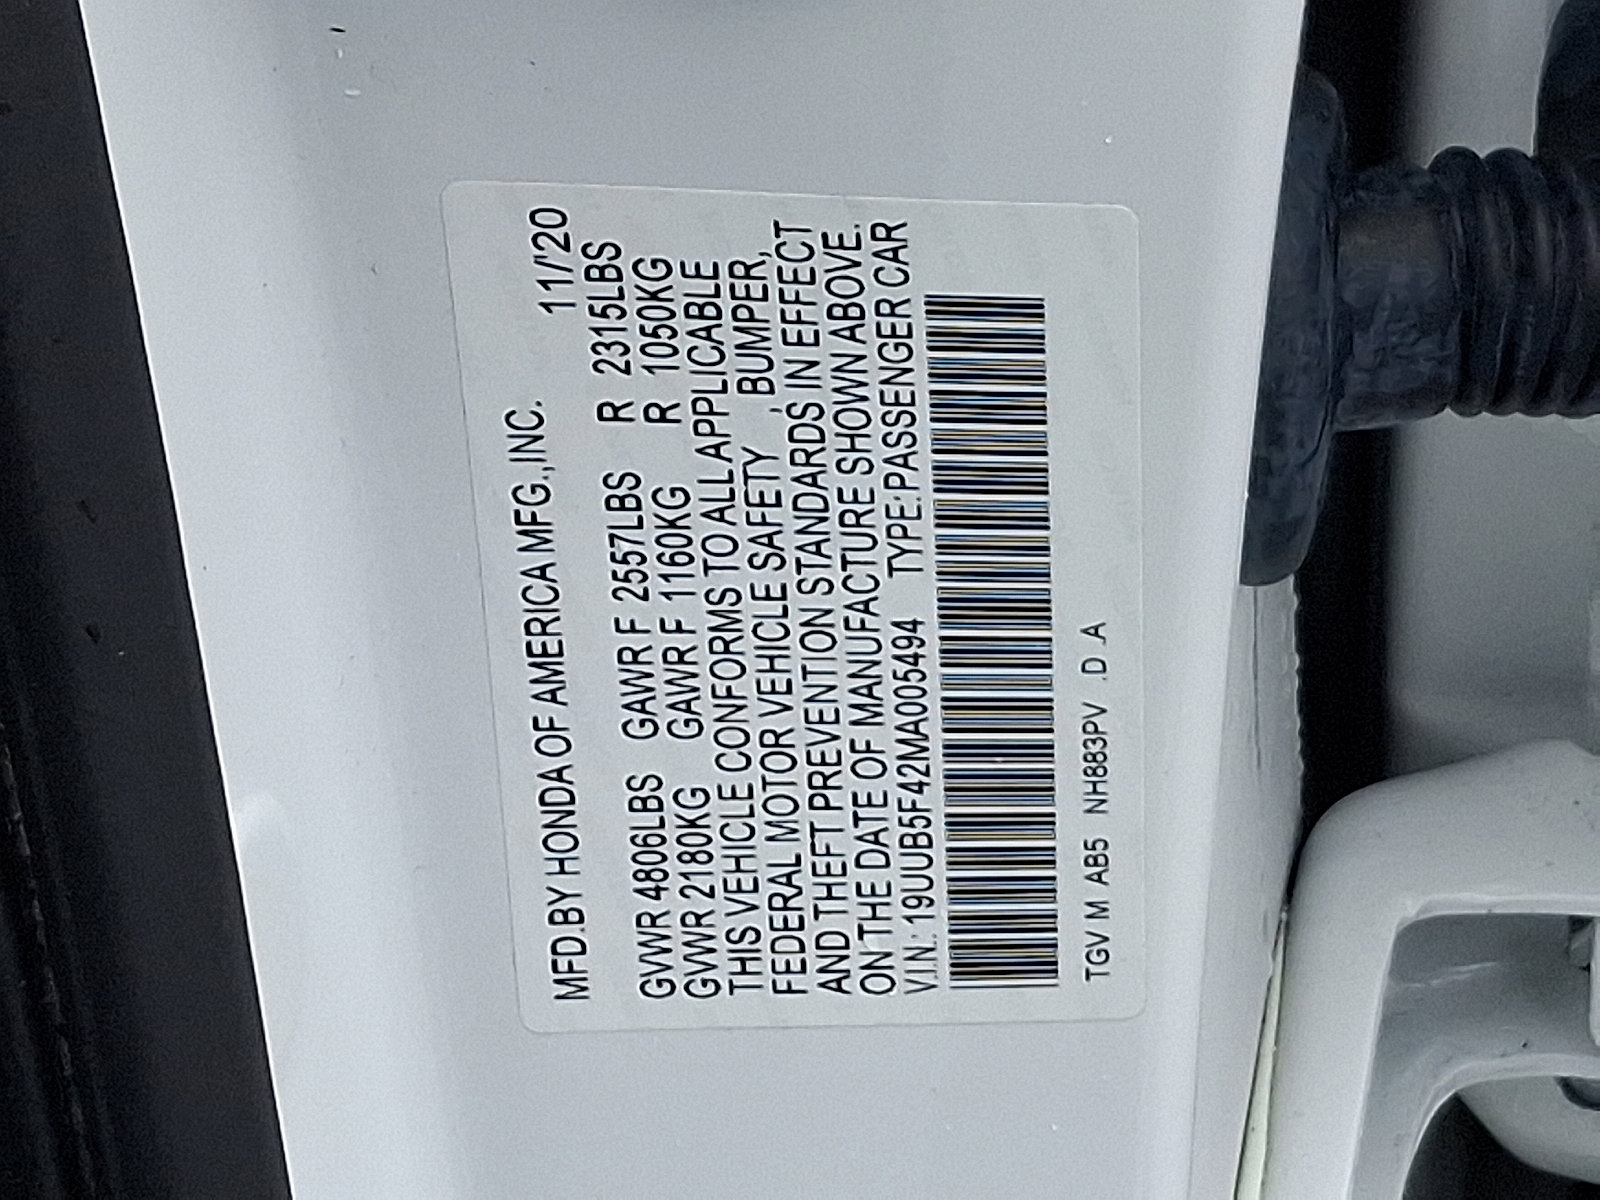 MFD.BY HONDA OF AMERICA MFG.,INC. 11/'20
GVWR 4806LBS GAWR F 2557LBS R 2315LBS
GVWR 2180KG GAWR F 1160KG R 1050KG
THIS VEHICLE CONFORMS TO ALL APPLICABLE
FEDERAL MOTOR VEHICLE SAFETY , BUMPER,
AND THEFT PREVENTION STANDARDS IN EFFECT
ON THE DATE OF MANUFACTURE SHOWN ABOVE.
V.I.N.: 19UUB5F42MA005494 TYPE:PASSENGER CAR
TGV M AB5 NH883PV .D .A